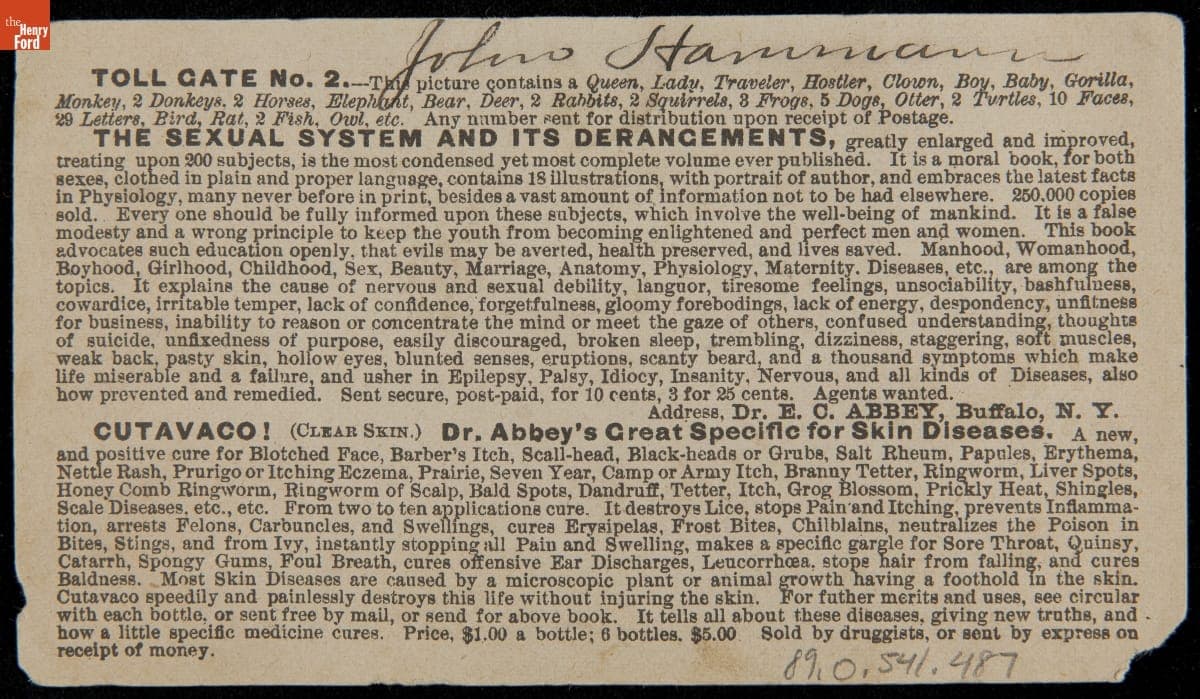 the
Henry
Ford
John Hammann
TOLL GATE No. 2.—This picture contains a Queen, Lady, Traveler, Hostler, Clown, Boy, Baby, Gorilla,
Monkey, 2 Donkeys, 2 Horses, Elephant, Bear, Deer, 2 Rabbits, 2 Squirrels, 3 Frogs, 5 Dogs, Otter, 2 Turtles, 10 Faces,
29 Letters, Bird, Rat, 2 Fish, Owl, etc. Any number sent for distribution upon receipt of Postage.
THE SEXUAL SYSTEM AND ITS DERANGEMENTS, greatly enlarged and improved,
treating upon 200 subjects, is the most condensed yet most complete volume ever published. It is a moral book, for both
sexes, clothed in plain and proper language, contains 18 illustrations, with portrait of author, and embraces the latest facts
in Physiology, many never before in print, besides a vast amount of information not to be had elsewhere. 250.000 copies
sold. Every one should be fully informed upon these subjects, which involve the well-being of mankind. It is a false
modesty and a wrong principle to keep the youth from becoming enlightened and perfect men and women. This book
advocates such education openly, that evils may be averted, health preserved, and lives saved. Manhood, Womanhood,
Boyhood, Girlhood, Childhood, Sex, Beauty, Marriage, Anatomy, Physiology, Maternity. Diseases, etc., are among the
topics. It explains the cause of nervous and sexual debility, languor, tiresome feelings, unsociability, bashfulness,
cowardice, irritable temper, lack of confidence, forgetfulness, gloomy forebodings, lack of energy, despondency, unfitness
for business, inability to reason or concentrate the mind or meet the gaze of others, confused understanding, thoughts
of suicide, unfixedness of purpose, easily discouraged, broken sleep, trembling, dizziness, staggering, soft muscles,
weak back, pasty skin, hollow eyes, blunted senses, eruptions, scanty beard, and a thousand symptoms which make
life miserable and a failure, and usher in Epilepsy, Palsy, Idiocy, Insanity, Nervous, and all kinds of Diseases, also
how prevented and remedied. Sent secure, post-paid, for 10 cents, 3 for 25 cents. Agents wanted.
Address, Dr. E. C. ABBEY, Buffalo, N. Y.
CUTAVACO! (CLEAR SKIN.) Dr. Abbey's Great Specific for Skin Diseases. A new,
and positive cure for Blotched Face, Barber's Itch, Scall-head, Black-heads or Grubs, Salt Rheum, Papules, Erythema,
Nettle Rash, Prurigo or Itching Eczema, Prairie, Seven Year, Camp or Army Itch, Branny Tetter, Ringworm, Liver Spots,
Honey Comb Ringworm, Ringworm of Scalp, Bald Spots, Dandruff, Tetter, Itch, Grog Blossom, Prickly Heat, Shingles,
Scale Diseases, etc., etc. From two to ten applications cure. It destroys Lice, stops Pain and Itching, prevents Inflamma-
tion, arrests Felons, Carbuncles, and Swellings, cures Erysipelas, Frost Bites, Chilblains, neutralizes the Poison in
Bites, Stings, and from Ivy, instantly stopping all Pain and Swelling, makes a specific gargle for Sore Throat, Quinsy,
Catarrh, Spongy Gums, Foul Breath, cures offensive Ear Discharges, Leucorrhœa, stops hair from falling, and cures
Baldness. Most Skin Diseases are caused by a microscopic plant or animal growth having a foothold in the skin.
Cutavaco speedily and painlessly destroys this life without injuring the skin. For futher merits and uses, see circular
with each bottle, or sent free by mail, or send for above book. It tells all about these diseases, giving new truths, and
how a little specific medicine cures. Price, $1.00 a bottle; 6 bottles. $5.00 Sold by druggists, or sent by express on
receipt of money.
89.0.541.487